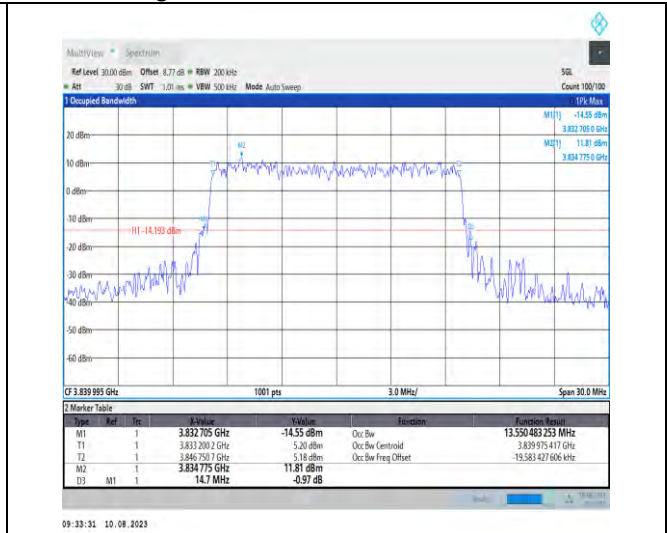 MultiView Spectrum
Ref Level 30.00 dBm Offset 8.77 dB RBW 200 kHz SGL
Att 30 dB SWT 1.01 ms VBW 500 kHz Mode Auto Sweep Count 100/100
1 Occupied Bandwidth 1Pk Max
M1[1] -14.55 dBm
3.832 705 0 GHz
M2[1] 11.81 dBm
3.834 775 0 GHz
20 dBm
M2
10 dBm
0 dBm
-10 dBm
H1 -14.193 dBm
-20 dBm
-30 dBm
-40 dBm
-50 dBm
-60 dBm
CF 3.839 995 GHz 1001 pts 3.0 MHz/ Span 30.0 MHz
2 Marker Table
Type Ref Trc X-Value Y-Value Function Function Result
M1 1 3.832 705 GHz -14.55 dBm Occ Bw 13.550 483 253 MHz
T1 1 3.833 200 2 GHz 5.20 dBm Occ Bw Centroid 3.839 975 417 GHz
T2 1 3.846 750 7 GHz 5.18 dBm Occ Bw Freq Offset -19.583 427 606 kHz
M2 1 3.834 775 GHz 11.81 dBm
D3 M1 1 14.7 MHz -0.97 dB
09:33:31 10.08.2023